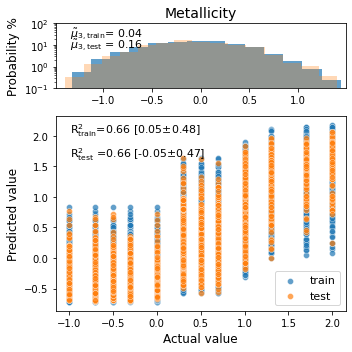 Metallicity
Probability %
10²
10¹
10⁰
10⁻¹
μ̃₃,train= 0.04
μ̃₃,test = 0.16
−1.0 −0.5 0.0 0.5 1.0
R²train=0.66 [0.05±0.48]
R²test =0.66 [-0.05±0.47]
Predicted value
2.0
1.5
1.0
0.5
0.0
−0.5
train
test
−1.0 −0.5 0.0 0.5 1.0 1.5 2.0
Actual value